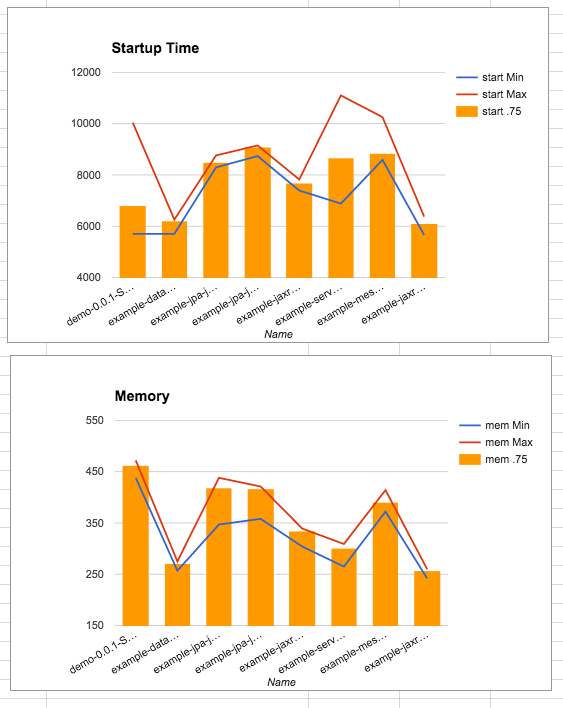 Startup Time
12000
10000
8000
6000
4000
start Min
start Max
start .75
demo-0.0.1-S…
example-data…
example-jpa-j…
example-jpa-j…
example-jaxr…
example-serv…
example-mes…
example-jaxr…
Name
Memory
550
450
350
250
150
mem Min
mem Max
mem .75
demo-0.0.1-S…
example-data…
example-jpa-j…
example-jpa-j…
example-jaxr…
example-serv…
example-mes…
example-jaxr…
Name